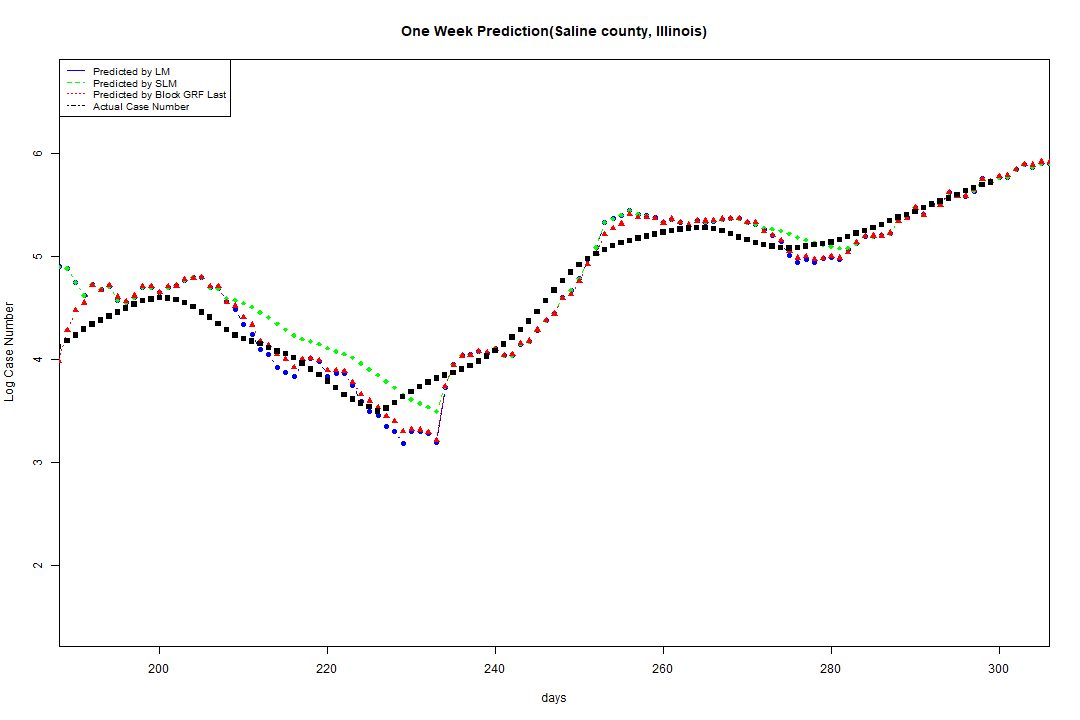 One Week Prediction(Saline county, Illinois)
Predicted by LM
Predicted by SLM
Predicted by Block GRF Last
Actual Case Number
Log Case Number
6
5
4
3
2
200 220 240 260 280 300
days